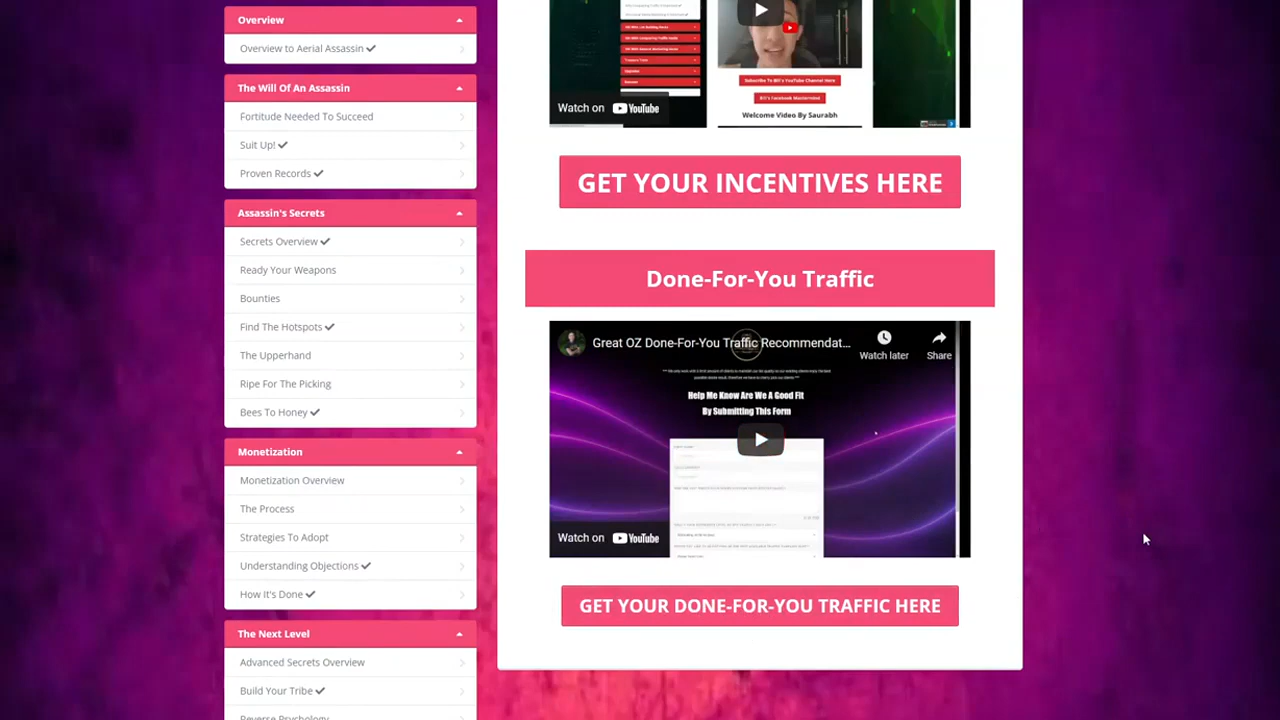 Overview
Overview to Aerial Assassin
The Will Of An Assassin
Fortitude Needed To Succeed
Suit Up!
Proven Records
Assassin's Secrets
Secrets Overview
Ready Your Weapons
Bounties
Find The Hotspots
The Upperhand
Ripe For The Picking
Bees To Honey
Monetization
Monetization Overview
The Process
Strategies To Adopt
Understanding Objections
How It's Done
The Next Level
Advanced Secrets Overview
Build Your Tribe
Reverse Psychology
Subscribe To Bill's YouTube Channel Here
Bill's Facebook Mastermind
Welcome Video By Saurabh
Watch on YouTube
GET YOUR INCENTIVES HERE
Done-For-You Traffic
Great OZ Done-For-You Traffic Recommendat...
Watch later
Share
Help Me Know Are We A Good Fit
By Submitting This Form
Watch on YouTube
GET YOUR DONE-FOR-YOU TRAFFIC HERE